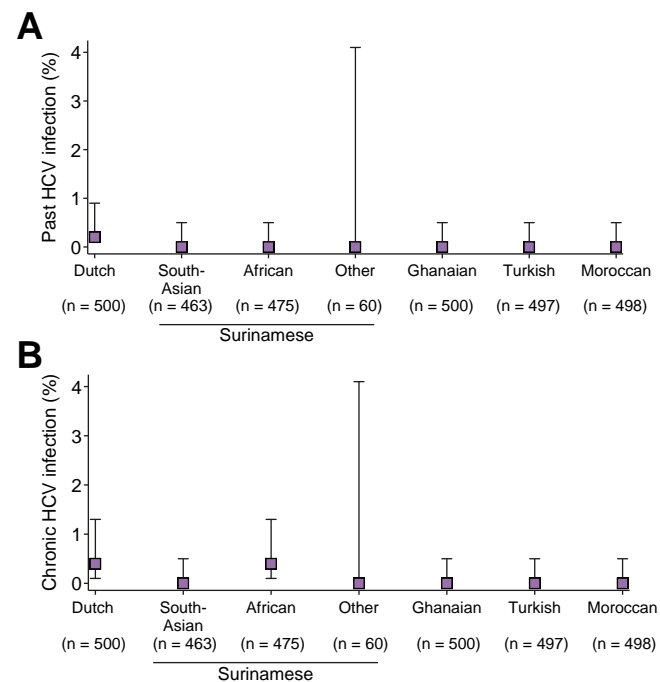 A
Past HCV infection (%)
4
3
2
1
0
Dutch South-Asian African Other Ghanaian Turkish Moroccan
(n = 500) (n = 463) (n = 475) (n = 60) (n = 500) (n = 497) (n = 498)
Surinamese
B
Chronic HCV infection (%)
4
3
2
1
0
Dutch South-Asian African Other Ghanaian Turkish Moroccan
(n = 500) (n = 463) (n = 475) (n = 60) (n = 500) (n = 497) (n = 498)
Surinamese